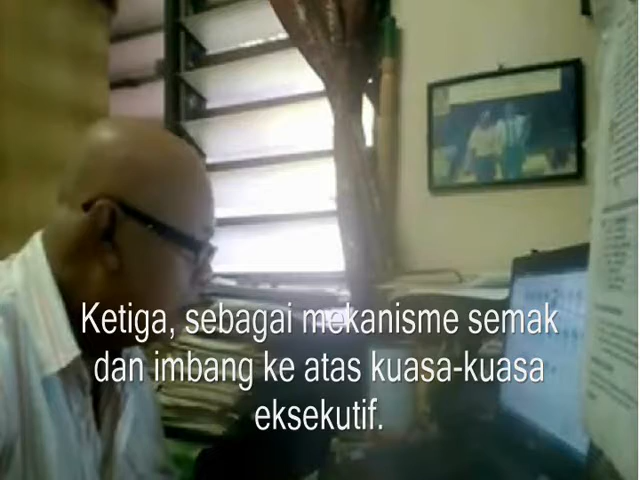 Ketiga, sebagai mekanisme semak
dan imbang ke atas kuasa-kuasa
eksekutif.